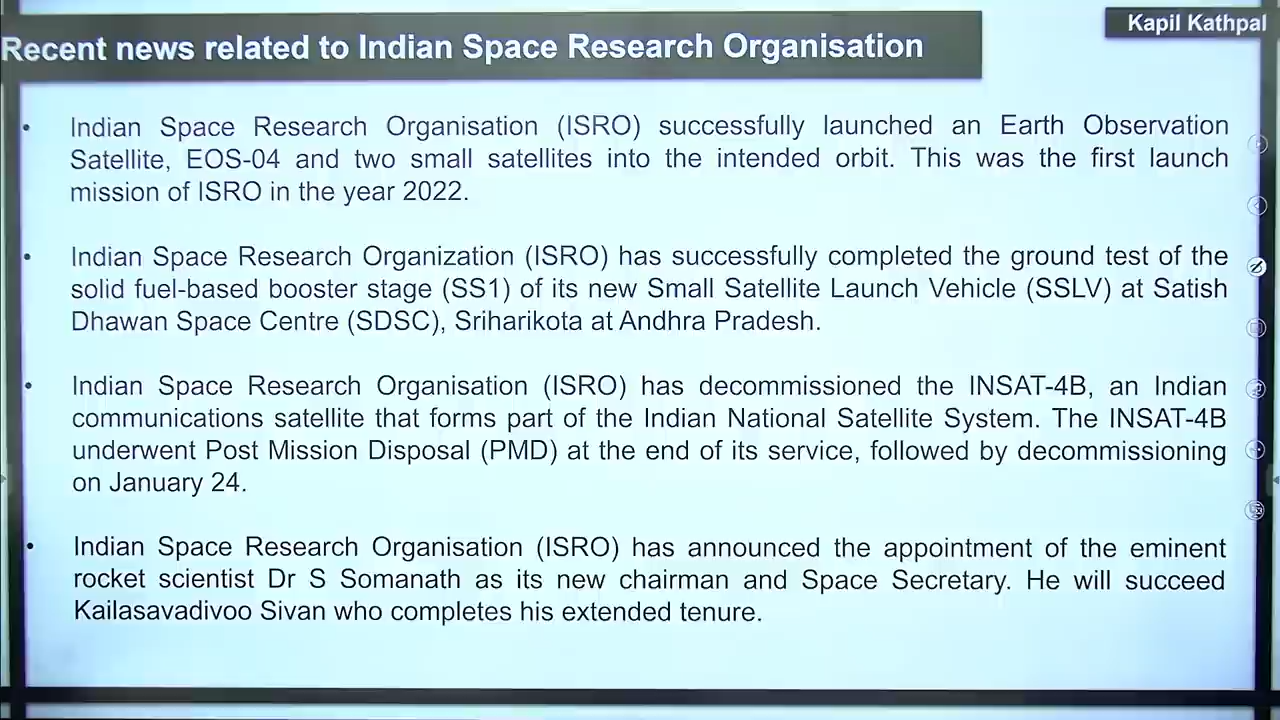 Kapil Kathpal
Recent news related to Indian Space Research Organisation
• Indian Space Research Organisation (ISRO) successfully launched an Earth Observation
Satellite, EOS-04 and two small satellites into the intended orbit. This was the first launch
mission of ISRO in the year 2022.
• Indian Space Research Organization (ISRO) has successfully completed the ground test of the
solid fuel-based booster stage (SS1) of its new Small Satellite Launch Vehicle (SSLV) at Satish
Dhawan Space Centre (SDSC), Sriharikota at Andhra Pradesh.
• Indian Space Research Organisation (ISRO) has decommissioned the INSAT-4B, an Indian
communications satellite that forms part of the Indian National Satellite System. The INSAT-4B
underwent Post Mission Disposal (PMD) at the end of its service, followed by decommissioning
on January 24.
• Indian Space Research Organisation (ISRO) has announced the appointment of the eminent
rocket scientist Dr S Somanath as its new chairman and Space Secretary. He will succeed
Kailasavadivoo Sivan who completes his extended tenure.